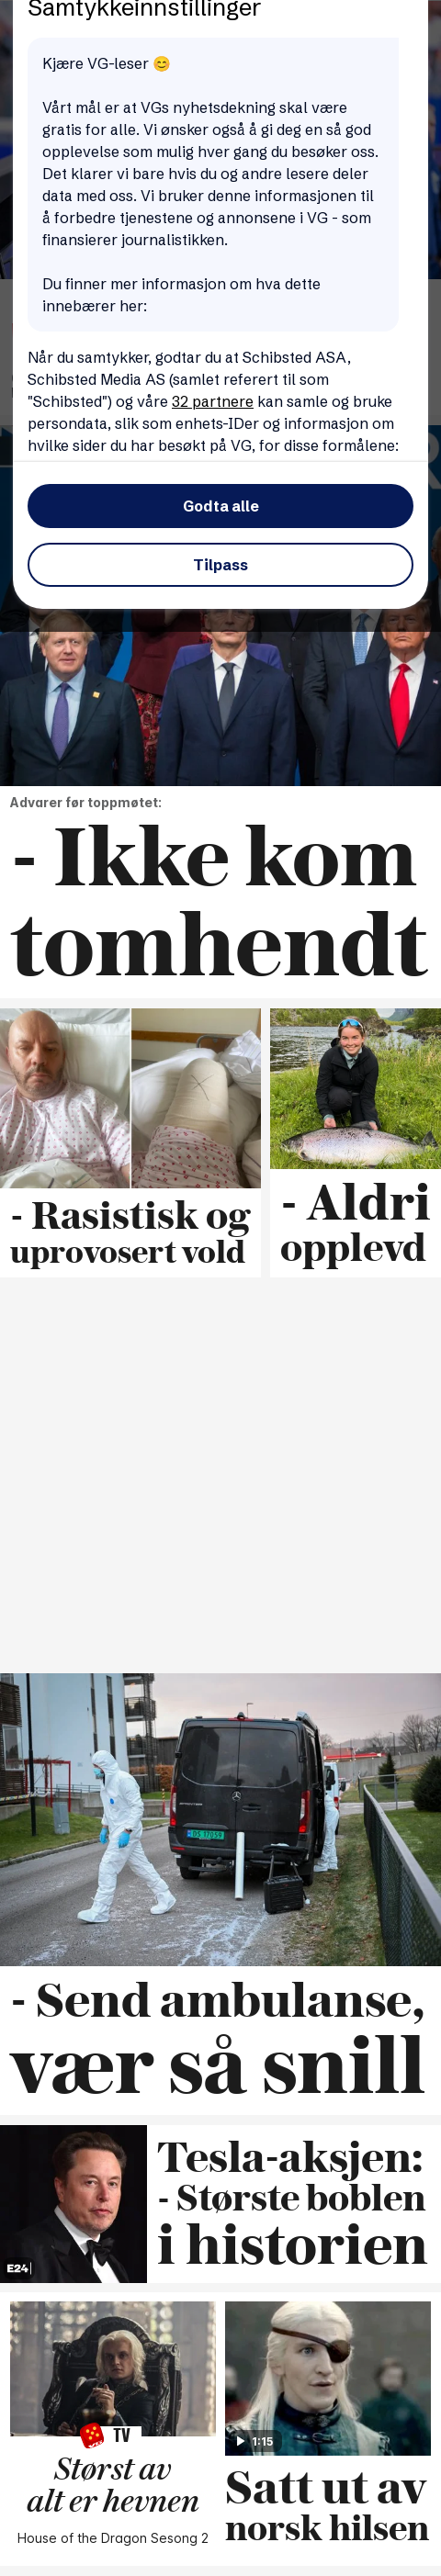 Samtykkeinnstillinger
Kjære VG-leser 😊
Vårt mål er at VGs nyhetsdekning skal være
gratis for alle. Vi ønsker også å gi deg en så god
opplevelse som mulig hver gang du besøker oss.
Det klarer vi bare hvis du og andre lesere deler
data med oss. Vi bruker denne informasjonen til
å forbedre tjenestene og annonsene i VG - som
finansierer journalistikken.
Du finner mer informasjon om hva dette
innebærer her:
Når du samtykker, godtar du at Schibsted ASA,
Schibsted Media AS (samlet referert til som
"Schibsted") og våre 32 partnere kan samle og bruke
persondata, slik som enhets-IDer og informasjon om
hvilke sider du har besøkt på VG, for disse formålene:
Godta alle
Tilpass
Advarer før toppmøtet:
- Ikke kom
tomhendt
- Rasistisk og
uprovosert vold
- Aldri
opplevd
- Send ambulanse,
vær så snill
E24
Tesla-aksjen:
- Største boblen
i historien
TV
Størst av
alt er hevnen
House of the Dragon Sesong 2
1:15
Satt ut av
norsk hilsen